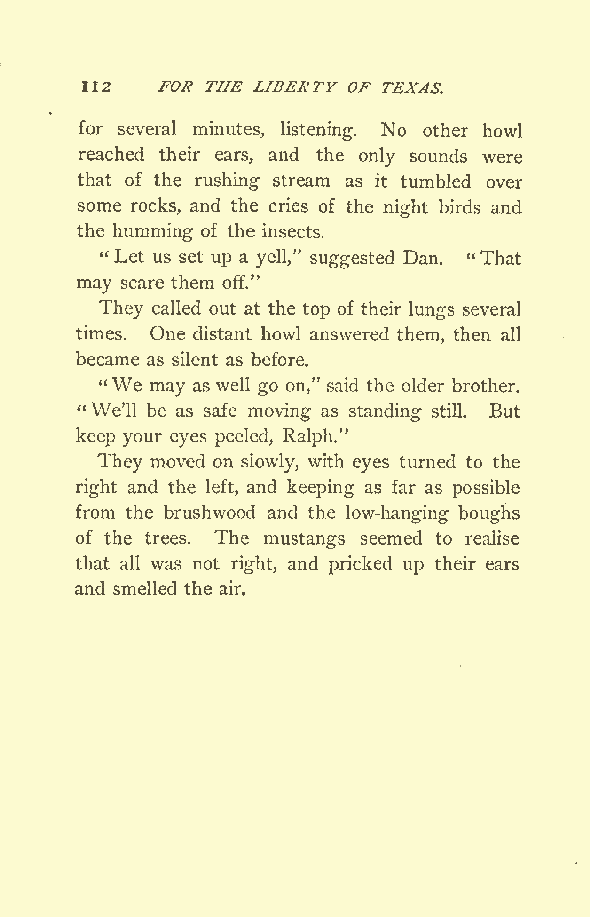 112 FOR THE LIBERTY OF TEXAS.
for several minutes, listening. No other howl
reached their ears, and the only sounds were
that of the rushing stream as it tumbled over
some rocks, and the cries of the night birds and
the humming of the insects.
"Let us set up a yell," suggested Dan. "That
may scare them off."
They called out at the top of their lungs several
times. One distant howl answered them, then all
became as silent as before.
"We may as well go on," said the older brother.
"We'll be as safe moving as standing still. But
keep your eyes peeled, Ralph."
They moved on slowly, with eyes turned to the
right and the left, and keeping as far as possible
from the brushwood and the low-hanging boughs
of the trees. The mustangs seemed to realise
that all was not right, and pricked up their ears
and smelled the air.